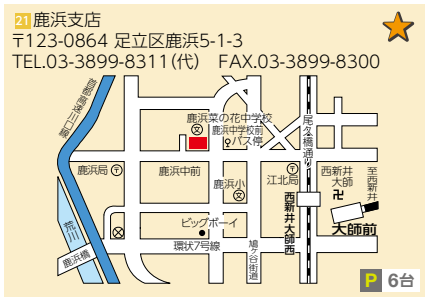 21 鹿浜支店
〒123-0864 足立区鹿浜5-1-3
TEL.03-3899-8311(代) FAX.03-3899-8300
首都高速川口線
鹿浜菜の花中学校
文
鹿浜中学校前
バス停
尾久橋通り
鹿浜局
鹿浜中前
江北局
西新井
大師
卍
至西新井
鹿浜小
文
西新井大師西
大師前
荒川
ビッグボーイ
環状7号線
鳩ヶ谷街道
鹿浜橋
P 6台